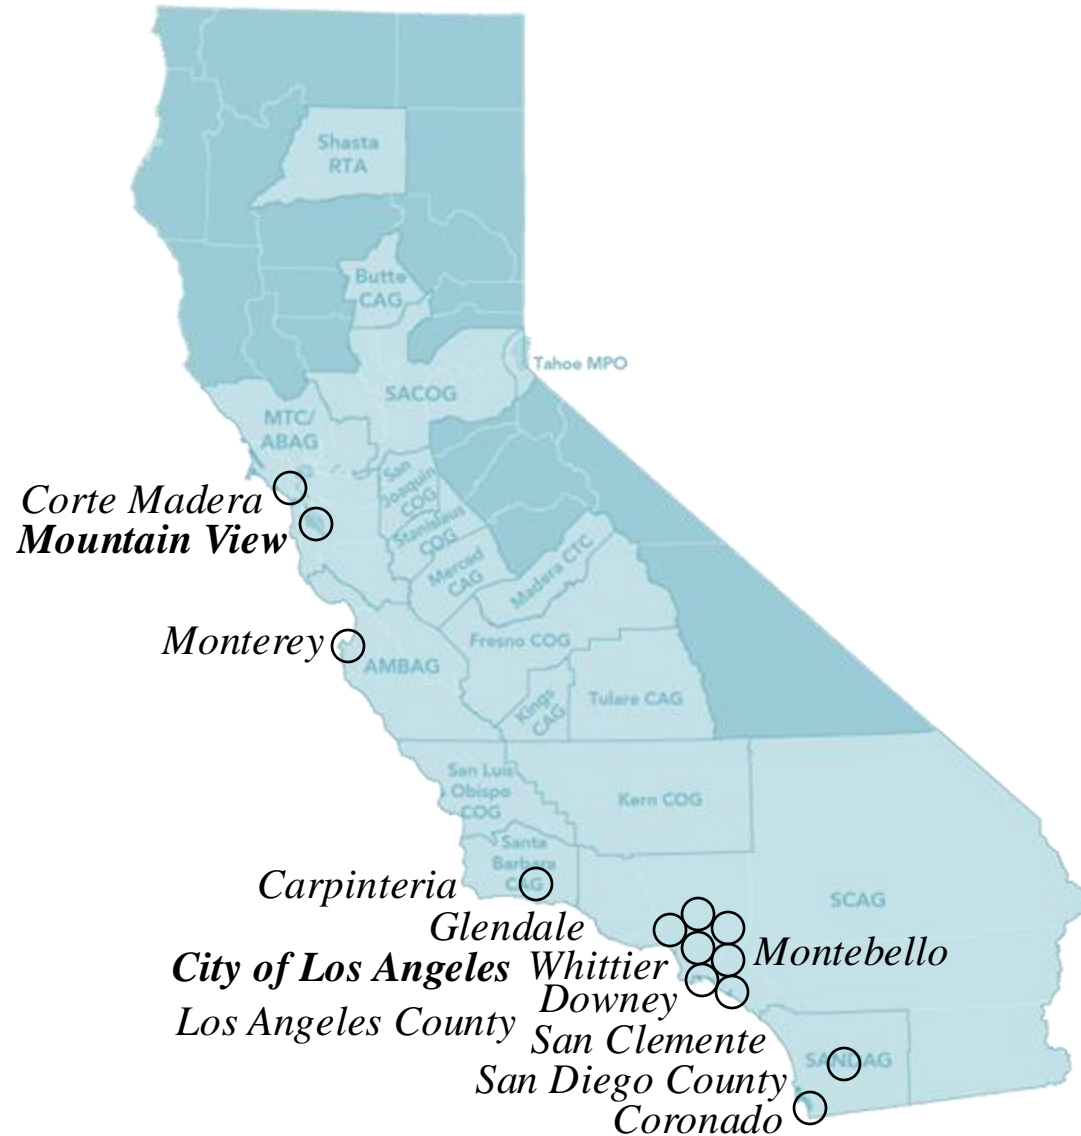 Shasta
RTA
Butte
CAG
Tahoe MPO
SACOG
MTC/
ABAG
San
Joaquin
COG
Corte Madera
Stanislaus
COG
Mountain View
Merced
CAG
Madera CTC
Monterey
AMBAG
Fresno COG
Kings
CAG
Tulare CAG
San Luis
Obispo
COG
Kern COG
Santa
Barbara
CAG
Carpinteria
SCAG
Glendale
Montebello
City of Los Angeles
Whittier
Downey
Los Angeles County
San Clemente
SANDAG
San Diego County
Coronado